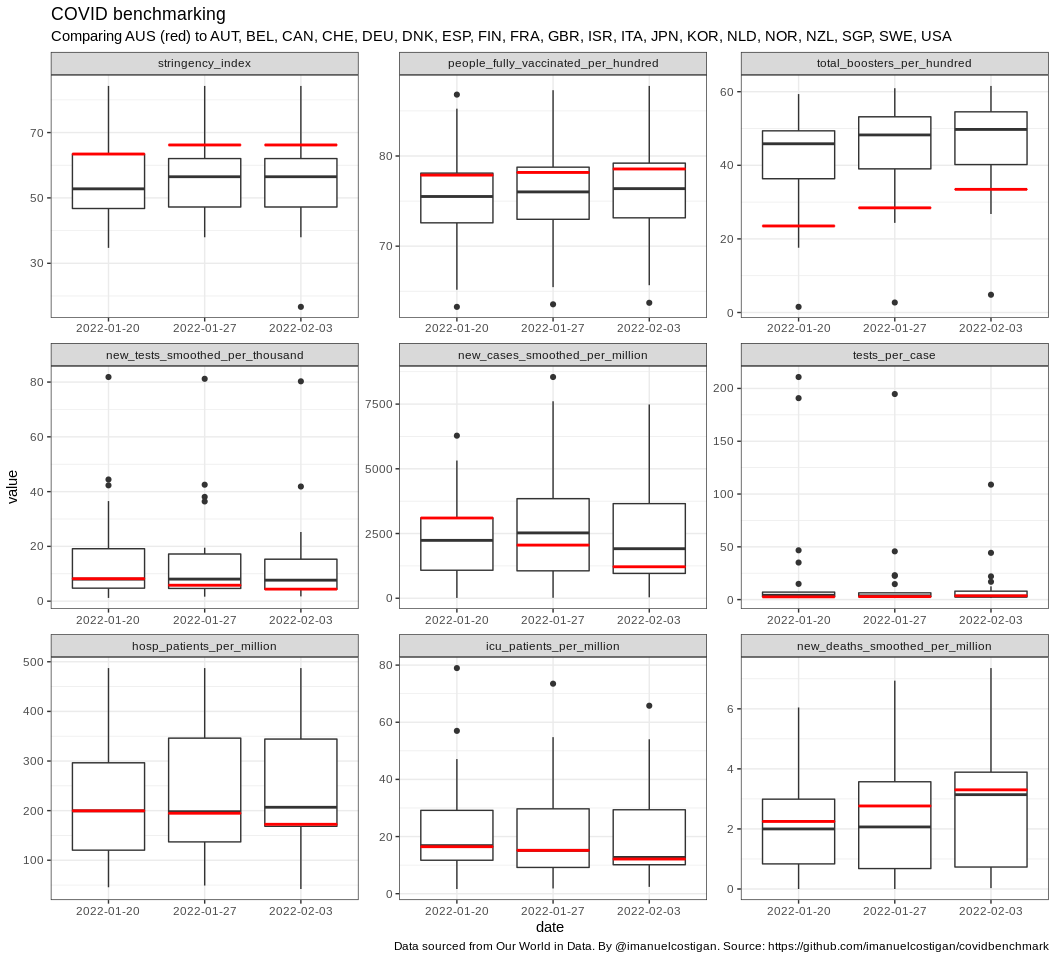 COVID benchmarking
Comparing AUS (red) to AUT, BEL, CAN, CHE, DEU, DNK, ESP, FIN, FRA, GBR, ISR, ITA, JPN, KOR, NLD, NOR, NZL, SGP, SWE, USA
stringency_index
70
50
30
2022-01-20 2022-01-27 2022-02-03
people_fully_vaccinated_per_hundred
80
70
2022-01-20 2022-01-27 2022-02-03
total_boosters_per_hundred
60
40
20
0
2022-01-20 2022-01-27 2022-02-03
value
new_tests_smoothed_per_thousand
80
60
40
20
0
2022-01-20 2022-01-27 2022-02-03
new_cases_smoothed_per_million
7500
5000
2500
0
2022-01-20 2022-01-27 2022-02-03
tests_per_case
200
150
100
50
0
2022-01-20 2022-01-27 2022-02-03
hosp_patients_per_million
500
400
300
200
100
2022-01-20 2022-01-27 2022-02-03
icu_patients_per_million
80
60
40
20
0
2022-01-20 2022-01-27 2022-02-03
new_deaths_smoothed_per_million
6
4
2
0
2022-01-20 2022-01-27 2022-02-03
date
Data sourced from Our World in Data. By @imanuelcostigan. Source: https://github.com/imanuelcostigan/covidbenchmark